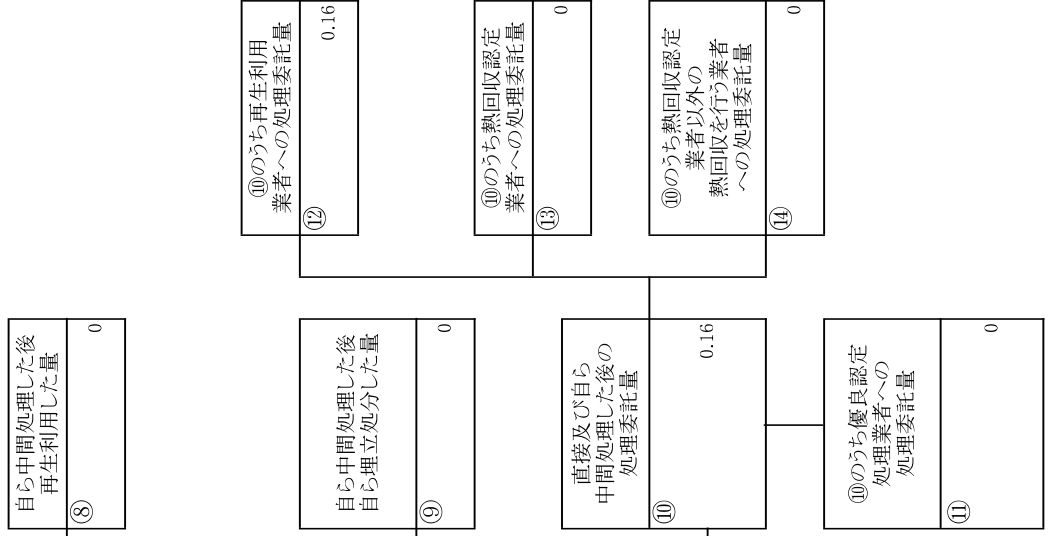 自ら中間処理した後
再生利用した量
⑧
0
自ら中間処理した後
自ら埋立処分した量
⑨
0
直接及び自ら
中間処理した後の
処理委託量
⑩
0.16
⑩のうち優良認定
処理業者への
処理委託量
⑪
0
⑩のうち再生利用
業者への処理委託量
⑫
0.16
⑩のうち熱回収認定
業者への処理委託量
⑬
0
⑩のうち熱回収認定
業者以外の
熱回収を行う業者
への処理委託量
⑭
0